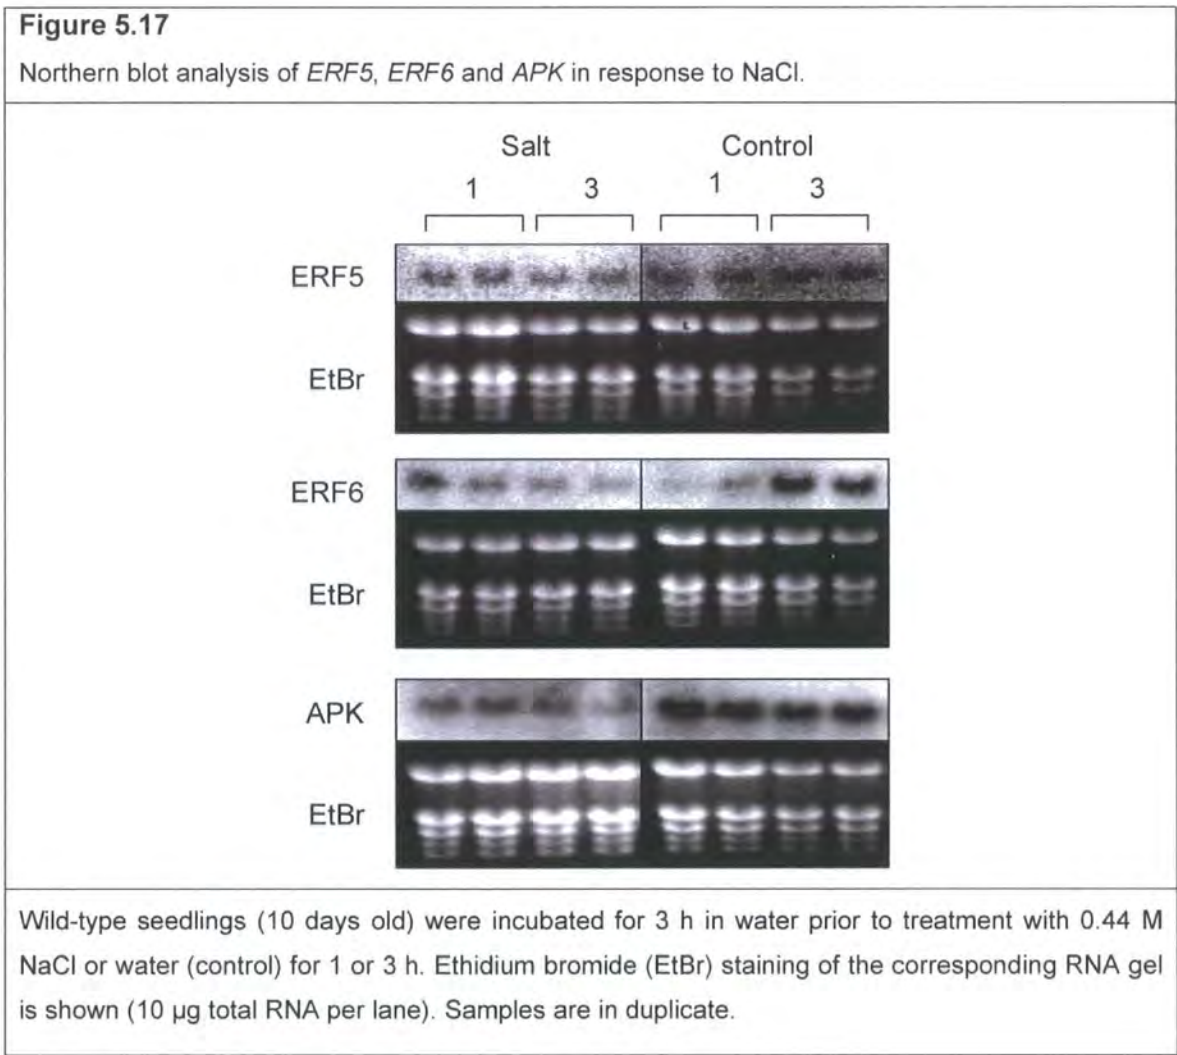 Figure 5.17
Northern blot analysis of ERF5, ERF6 and APK in response to NaCl.
Salt Control
1 3 1 3
ERF5
EtBr
ERF6
EtBr
APK
EtBr
Wild-type seedlings (10 days old) were incubated for 3 h in water prior to treatment with 0.44 M
NaCl or water (control) for 1 or 3 h. Ethidium bromide (EtBr) staining of the corresponding RNA gel
is shown (10 µg total RNA per lane). Samples are in duplicate.